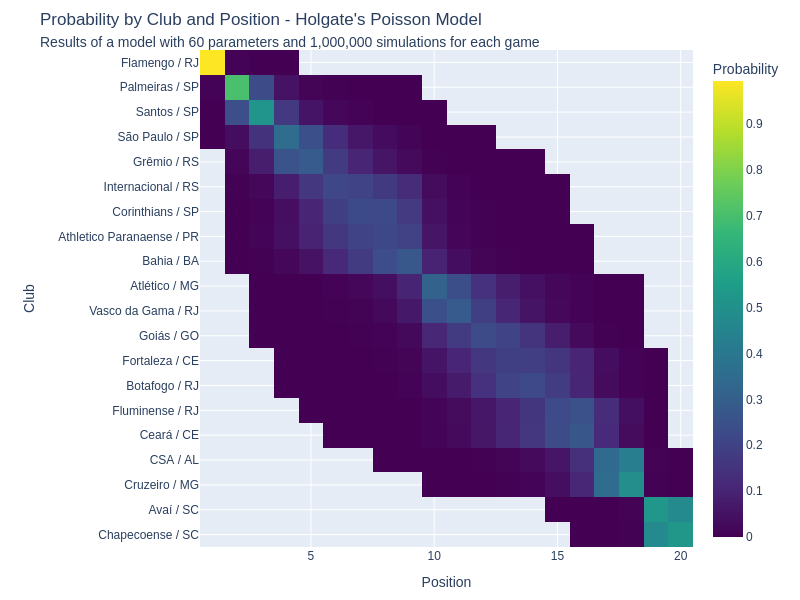 Probability by Club and Position - Holgate's Poisson Model
Results of a model with 60 parameters and 1,000,000 simulations for each game
Probability
Club
Flamengo / RJ
Palmeiras / SP
Santos / SP
São Paulo / SP
Grêmio / RS
Internacional / RS
Corinthians / SP
Athletico Paranaense / PR
Bahia / BA
Atlético / MG
Vasco da Gama / RJ
Goiás / GO
Fortaleza / CE
Botafogo / RJ
Fluminense / RJ
Ceará / CE
CSA / AL
Cruzeiro / MG
Avaí / SC
Chapecoense / SC
0.9
0.8
0.7
0.6
0.5
0.4
0.3
0.2
0.1
0
5 10 15 20
Position